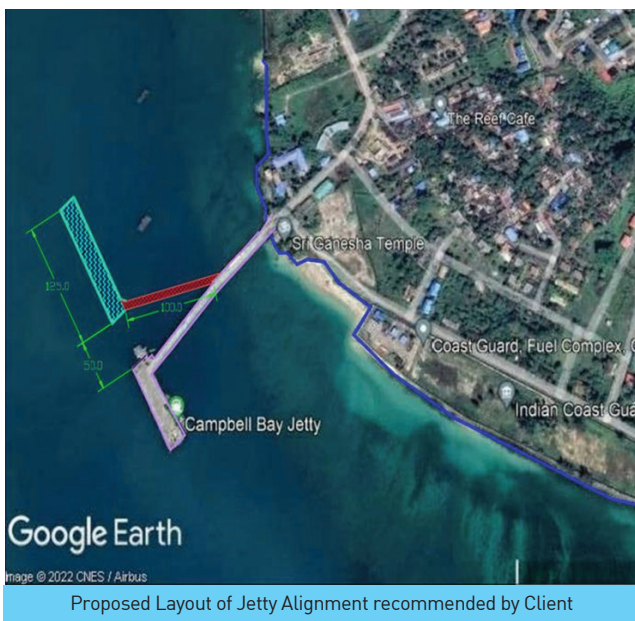 The Reef Cafe
Sri Ganesha Temple
125.0
100.0
Coast Guard, Fuel Complex,
50.0
Indian Coast Gua
Campbell Bay Jetty
Google Earth
mage © 2022 CNES / Airbus
Proposed Layout of Jetty Alignment recommended by Client